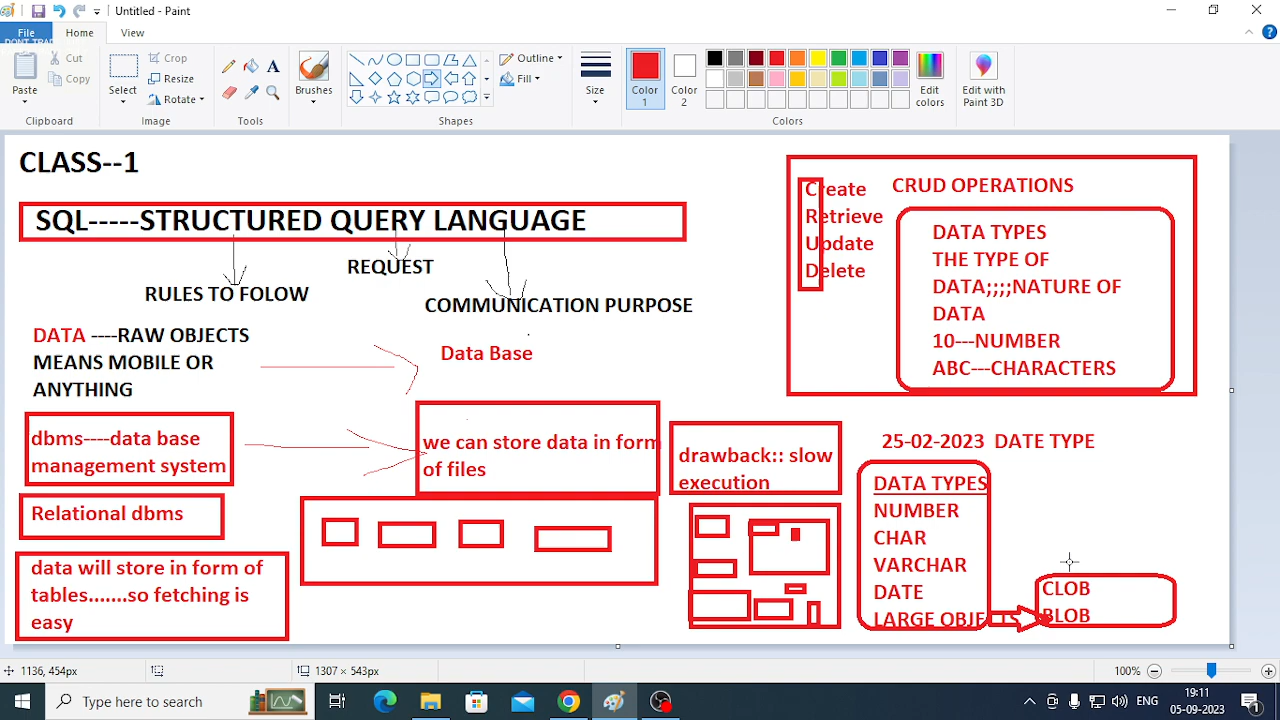 Untitled - Paint
File
Home
View
Paste
Cut
Copy
Clipboard
Select
Crop
Resize
Rotate
Image
Tools
Brushes
Outline
Fill
Shapes
Size
Color 1
Color 2
Edit colors
Colors
Edit with Paint 3D
CLASS--1
SQL-----STRUCTURED QUERY LANGUAGE
REQUEST
RULES TO FOLOW
COMMUNICATION PURPOSE
DATA ----RAW OBJECTS
MEANS MOBILE OR
ANYTHING
Data Base
dbms----data base
management system
we can store data in form
of files
drawback:: slow
execution
Relational dbms
data will store in form of
tables.......so fetching is
easy
Create
Retrieve
Update
Delete
CRUD OPERATIONS
DATA TYPES
THE TYPE OF
DATA;;;;NATURE OF
DATA
10---NUMBER
ABC---CHARACTERS
25-02-2023 DATE TYPE
DATA TYPES
NUMBER
CHAR
VARCHAR
DATE
LARGE OBJE
CLOB
BLOB
1136, 454px
1307 × 543px
100%
Type here to search
ENG
19:11
05-09-2023
1